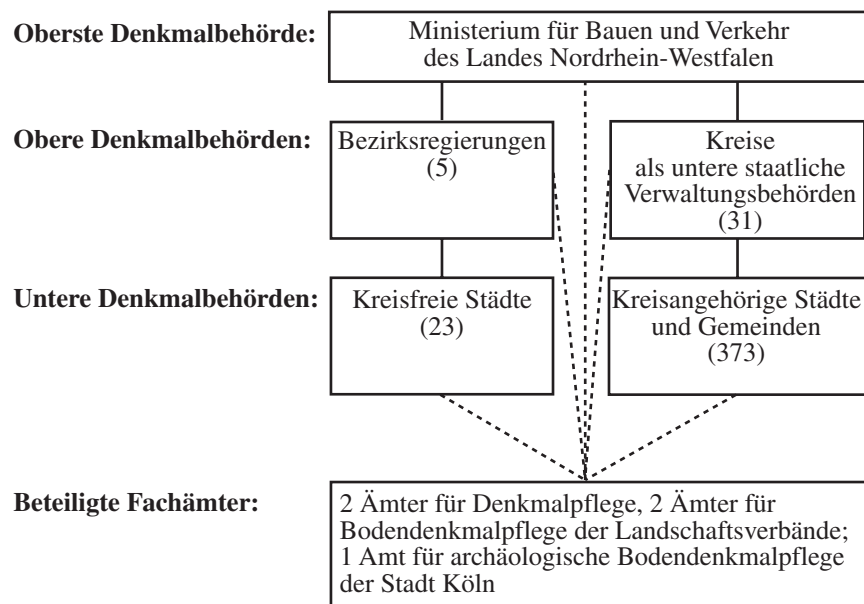 Oberste Denkmalbehörde:
Ministerium für Bauen und Verkehr
des Landes Nordrhein-Westfalen
Obere Denkmalbehörden:
Bezirksregierungen
(5)
Kreise
als untere staatliche
Verwaltungsbehörden
(31)
Untere Denkmalbehörden:
Kreisfreie Städte
(23)
Kreisangehörige Städte
und Gemeinden
(373)
Beteiligte Fachämter:
2 Ämter für Denkmalpflege, 2 Ämter für
Bodendenkmalpflege der Landschaftsverbände;
1 Amt für archäologische Bodendenkmalpflege
der Stadt Köln